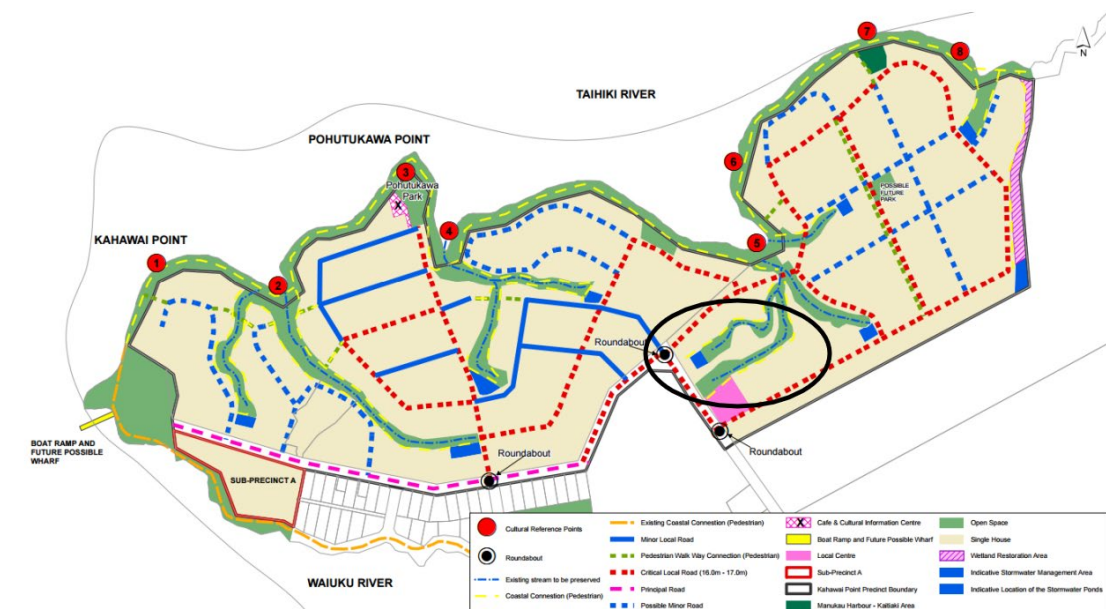 7
8
N
TAIHIKI RIVER
POHUTUKAWA POINT
3
Pohutukawa
Park
X
6
POSSIBLE
FUTURE
PARK
KAHAWAI POINT
4
5
1
2
Roundabout
BOAT RAMP AND
FUTURE POSSIBLE
WHARF
SUB-PRECINCT A
Roundabout
Roundabout
WAIUKU RIVER
Cultural Reference Points
Roundabout
Existing stream to be preserved
Coastal Connection (Pedestrian)
Existing Coastal Connection (Pedestrian)
Minor Local Road
Pedestrian Walk Way Connection (Pedestrian)
Critical Local Road (16.0m - 17.0m)
Principal Road
Possible Minor Road
X
Cafe & Cultural Information Centre
Boat Ramp and Future Possible Wharf
Local Centre
Sub-Precinct A
Kahawai Point Precinct Boundary
Manukau Harbour - Kaitiaki Area
Open Space
Single House
Wetland Restoration Area
Indicative Stormwater Management Area
Indicative Location of the Stormwater Ponds